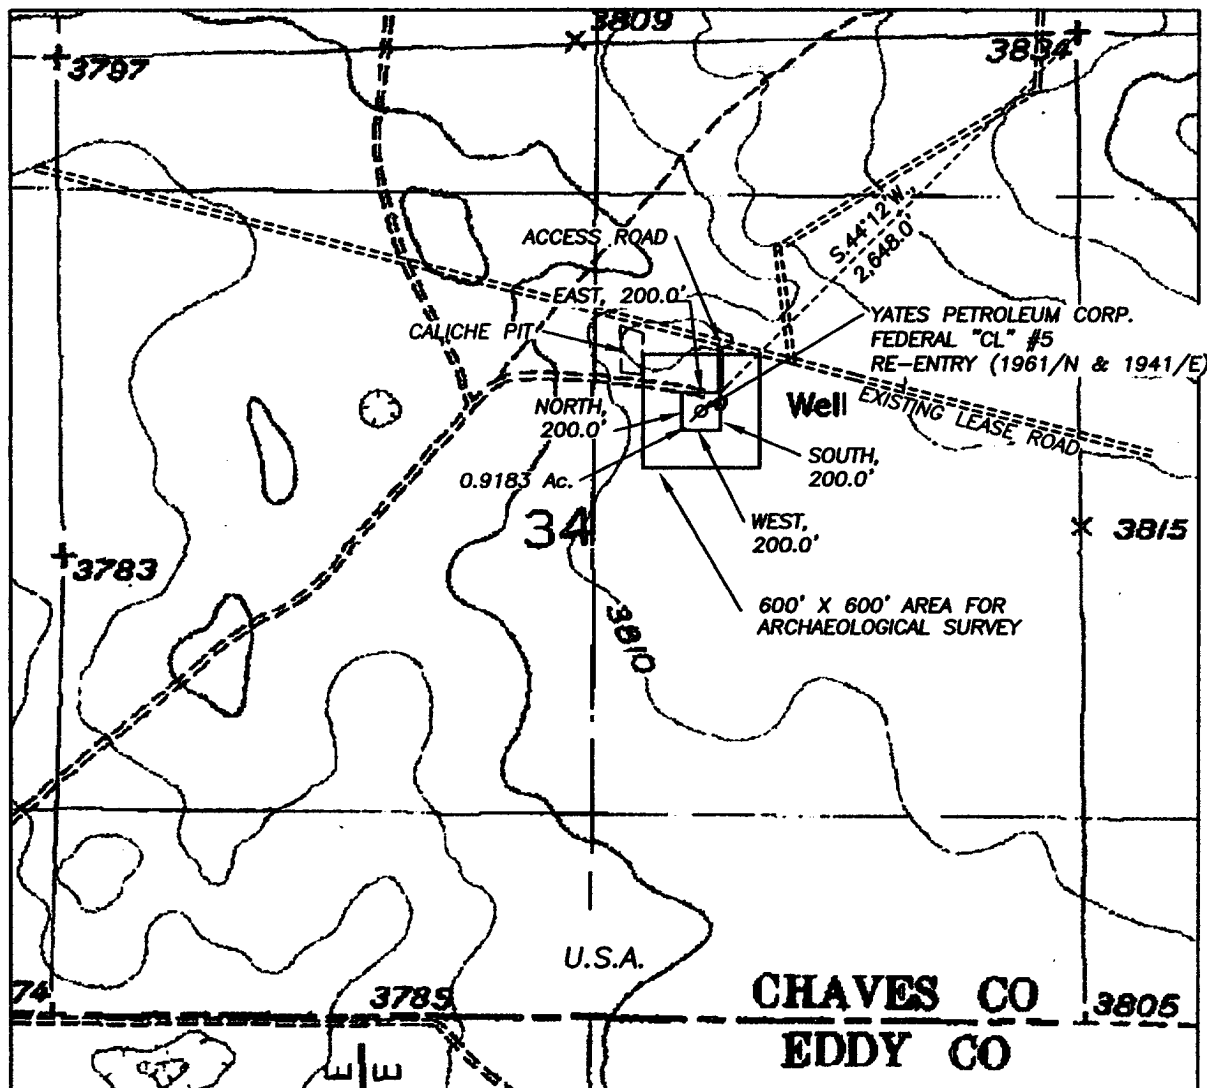 3809
3797
3834
S.44°12'W.,
2,648.0'
ACCESS ROAD
EAST, 200.0'
CALICHE PIT
YATES PETROLEUM CORP.
FEDERAL "CL" #5
RE-ENTRY (1961/N & 1941/E)
Well
EXISTING LEASE ROAD
NORTH,
200.0'
SOUTH,
200.0'
0.9183 Ac.
34
WEST,
200.0'
3815
3783
600' X 600' AREA FOR
ARCHAEOLOGICAL SURVEY
3810
U.S.A.
CHAVES CO
74
3785
3805
EDDY CO
E
E